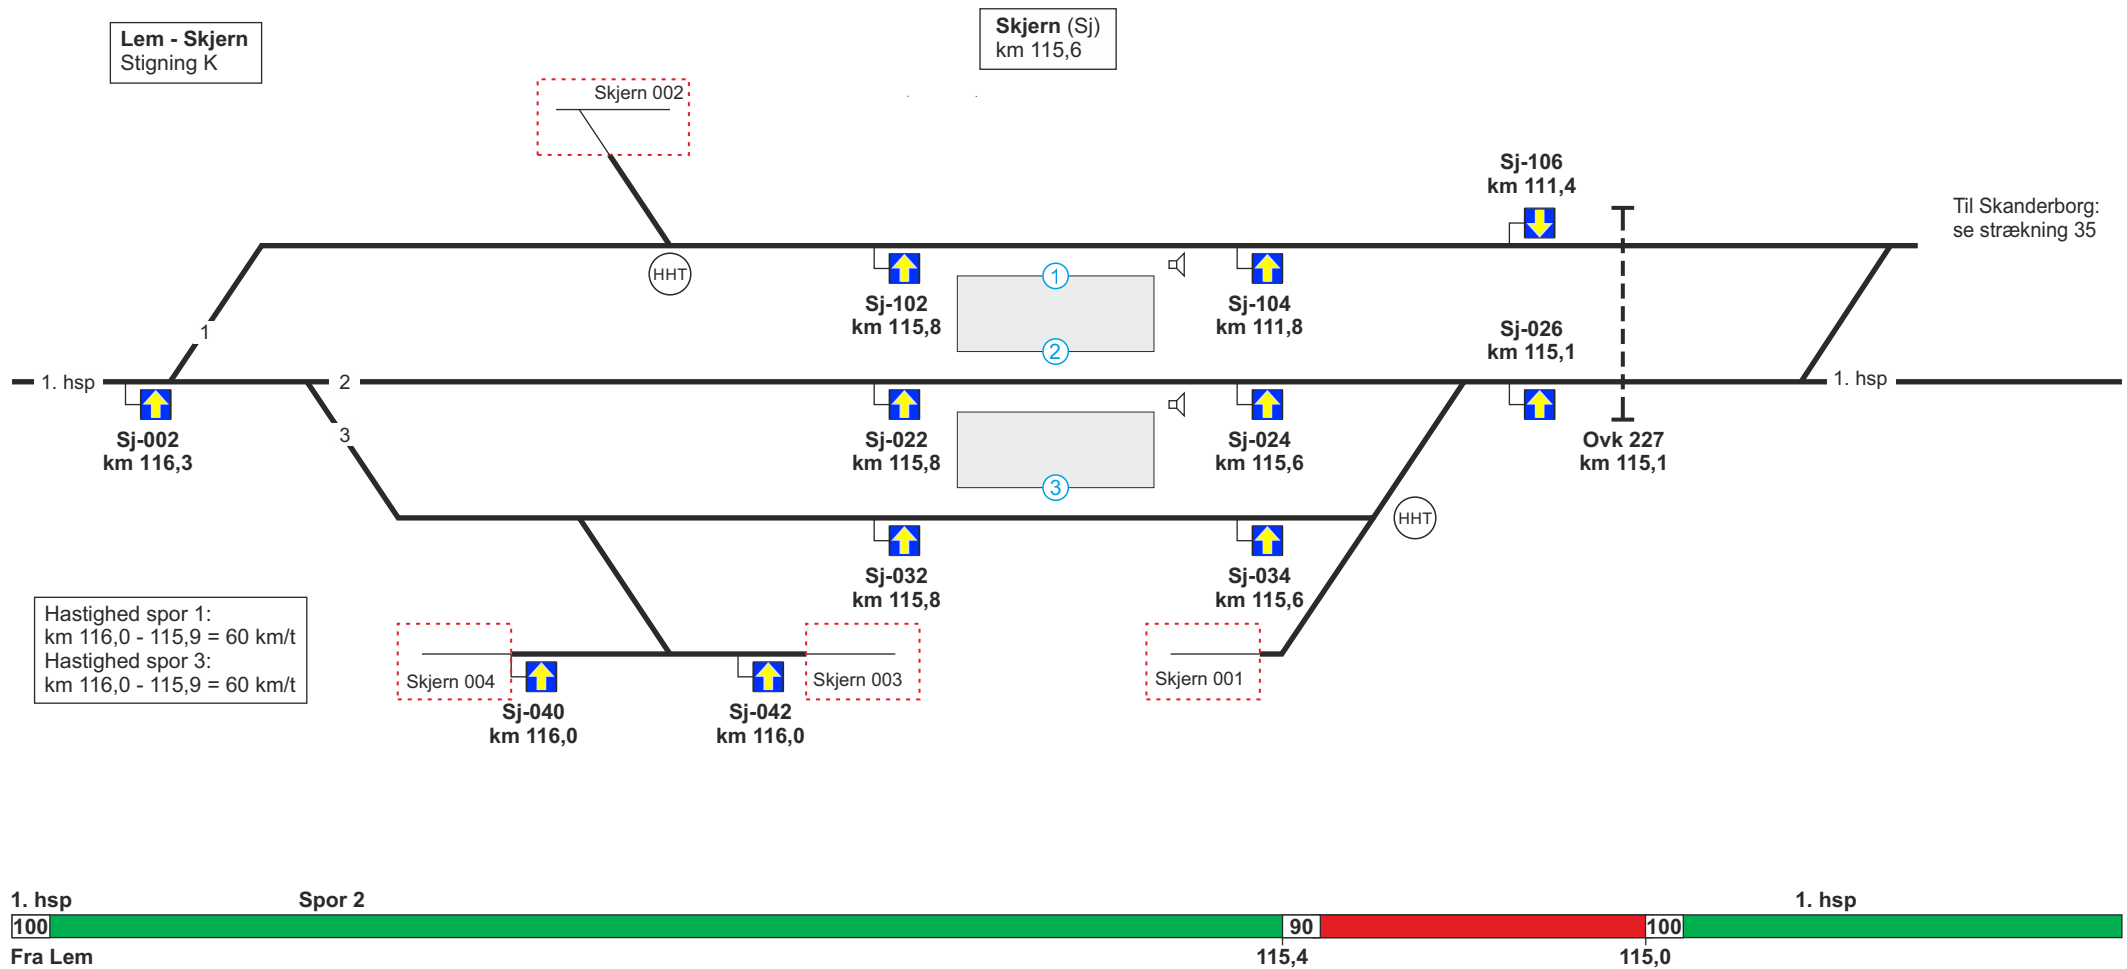 Lem - Skjern
Stigning K
Skjern (Sj)
km 115,6
Skjern 002
Sj-106
km 111,4
Til Skanderborg:
se strækning 35
HHT
1
Sj-102
km 115,8
Sj-104
km 111,8
1
2
Sj-026
km 115,1
1. hsp
2
1. hsp
Sj-002
km 116,3
3
Sj-022
km 115,8
Sj-024
km 115,6
Ovk 227
km 115,1
3
HHT
Sj-032
km 115,8
Sj-034
km 115,6
Hastighed spor 1:
km 116,0 - 115,9 = 60 km/t
Hastighed spor 3:
km 116,0 - 115,9 = 60 km/t
Skjern 004
Skjern 003
Skjern 001
Sj-040
km 116,0
Sj-042
km 116,0
1. hsp
Spor 2
1. hsp
100
90
100
Fra Lem
115,4
115,0